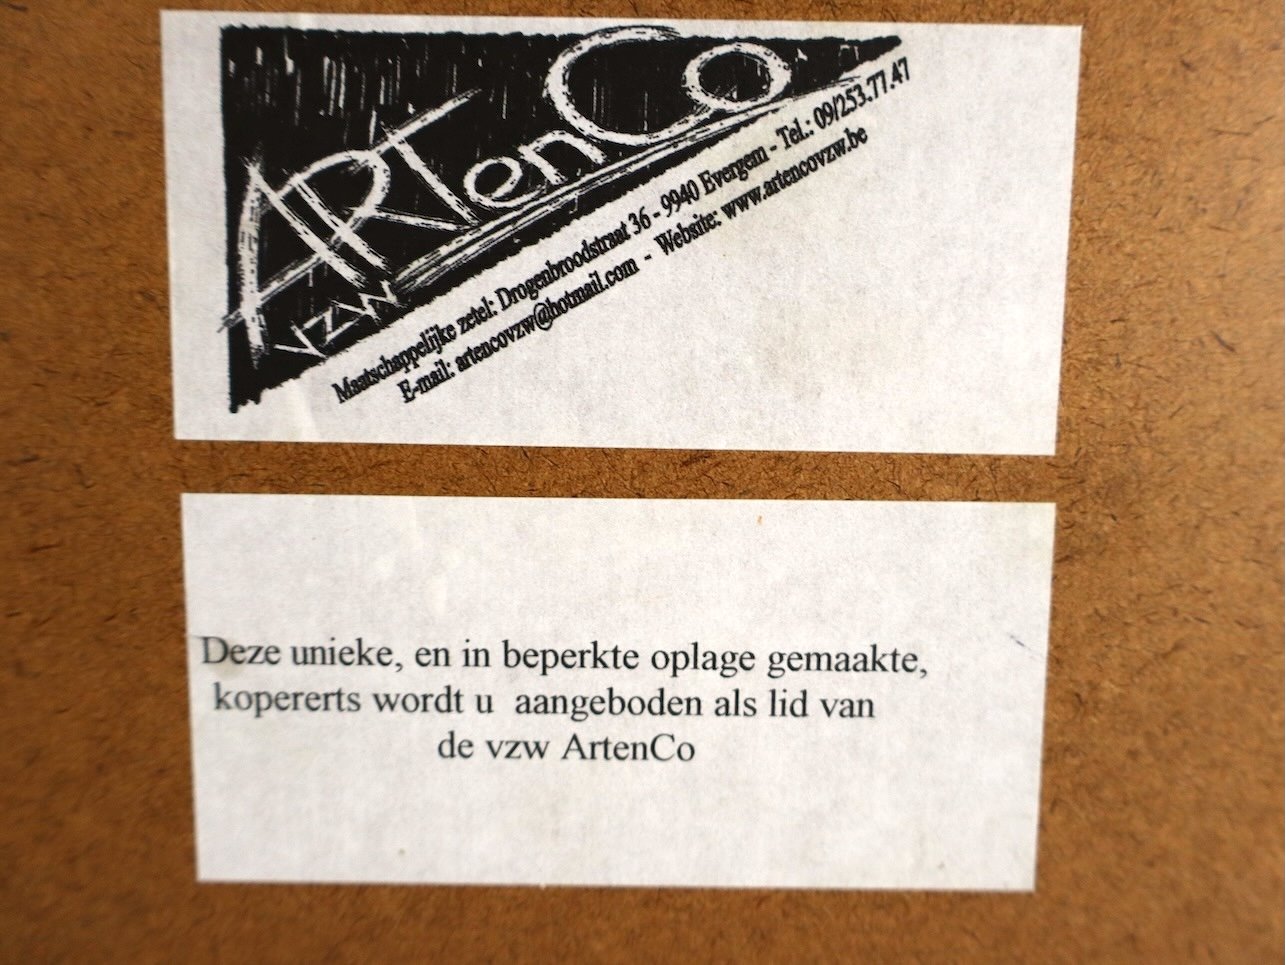 ARTenCo
vzw
Maatschappelijke zetel: Drogenbroodstraat 36 - 9940 Evergem - Tel.: 09/253.77.47
E-mail: artencovzw@hotmail.com - Website: www.artencovzw.be
Deze unieke, en in beperkte oplage gemaakte,
kopererts wordt u aangeboden als lid van
de vzw ArtenCo